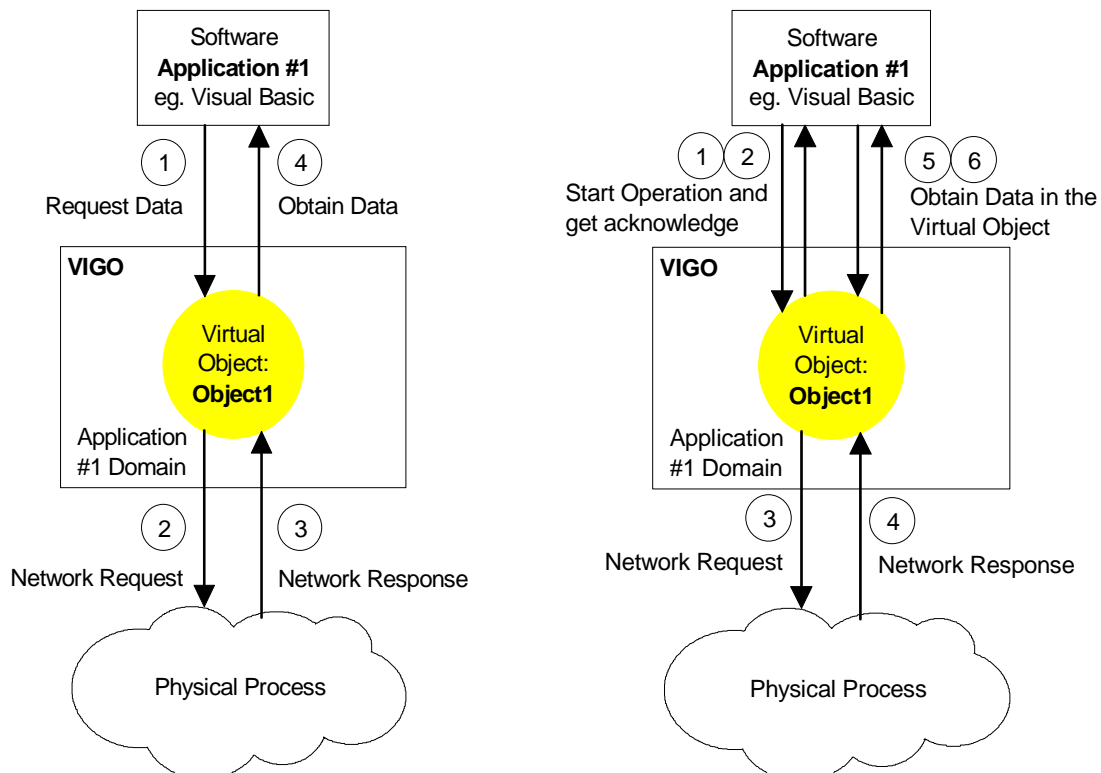 Software
Application #1
eg. Visual Basic
1
4
Request Data
Obtain Data
VIGO
Virtual
Object:
Object1
Application
#1 Domain
2
3
Network Request
Network Response
Physical Process
Software
Application #1
eg. Visual Basic
1 2
5 6
Start Operation and
get acknowledge
Obtain Data in the
Virtual Object
VIGO
Virtual
Object:
Object1
Application
#1 Domain
3
4
Network Request
Network Response
Physical Process